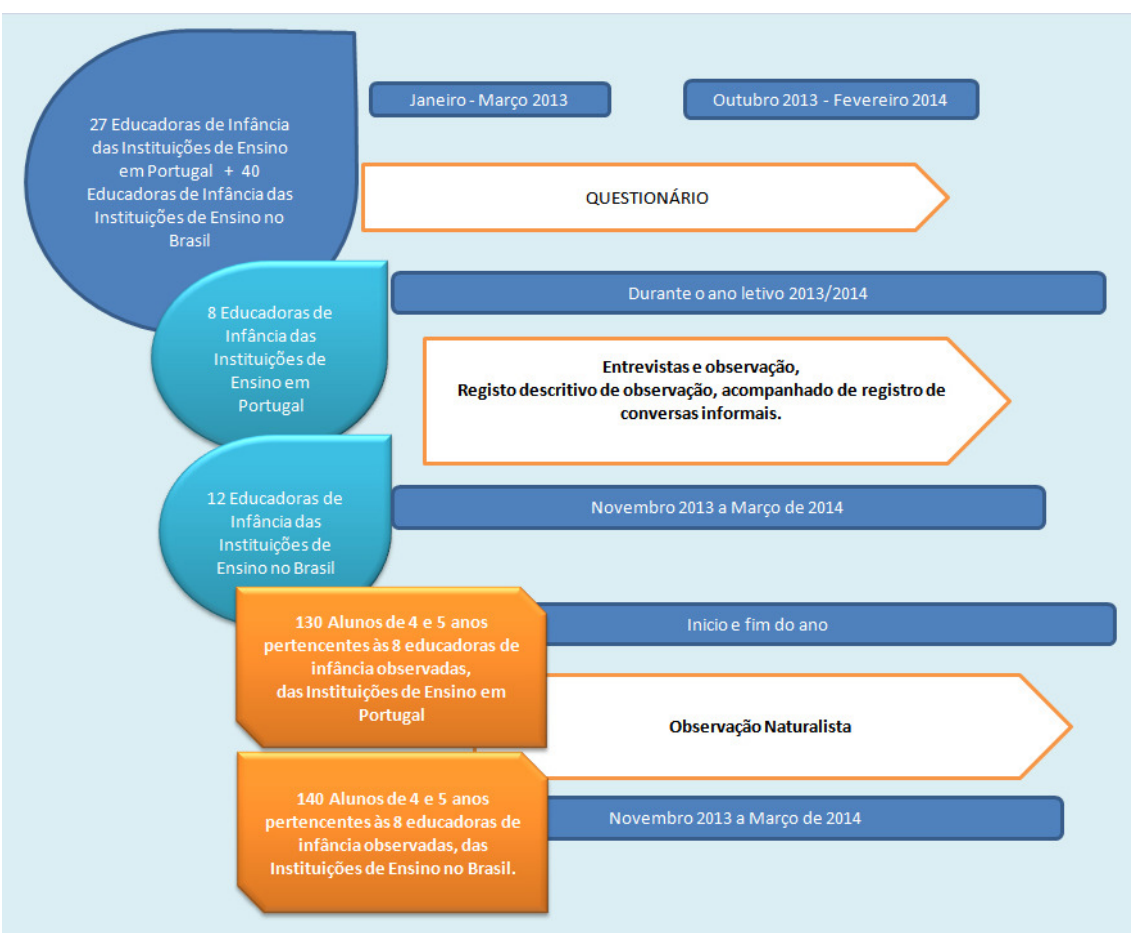 27 Educadoras de Infância
das Instituições de Ensino
em Portugal + 40
Educadoras de Infância das
Instituições de Ensino no
Brasil
Janeiro - Março 2013
Outubro 2013 - Fevereiro 2014
QUESTIONÁRIO
8 Educadoras de
Infância das
Instituições de
Ensino em
Portugal
Durante o ano letivo 2013/2014
Entrevistas e observação,
Registo descritivo de observação, acompanhado de registro de
conversas informais.
12 Educadoras de
Infância das
Instituições de
Ensino no Brasil
Novembro 2013 a Março de 2014
130 Alunos de 4 e 5 anos
pertencentes às 8 educadoras de
infância observadas,
das Instituições de Ensino em
Portugal
Inicio e fim do ano
Observação Naturalista
140 Alunos de 4 e 5 anos
pertencentes às 8 educadoras de
infância observadas, das
Instituições de Ensino no Brasil.
Novembro 2013 a Março de 2014